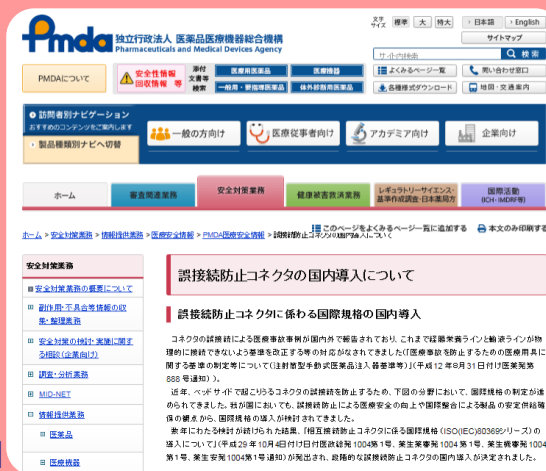 文字サイズ 標準 大 特大 › 日本語 › English
サイトマップ
Pmda 独立行政法人 医薬品医療機器総合機構
Pharmaceuticals and Medical Devices Agency
サイト内検索 検索
PMDAについて
安全性情報 回収情報 等
添付文書等検索
医療用医薬品 医療機器
一般用・要指導医薬品 体外診断用医薬品
よくみるページ一覧 問い合わせ窓口
各種様式ダウンロード 地図・交通案内
訪問者別ナビゲーション
おすすめのコンテンツをご案内します
› 製品種類別ナビへ切替
一般の方向け 医療従事者向け アカデミア向け 企業向け
ホーム 審査関連業務 安全対策業務 健康被害救済業務 レギュラトリーサイエンス・基準作成調査・日本薬局方 国際活動 (ICH・IMDRF等)
このページをよくみるページ一覧に追加する 本文のみ印刷する
ホーム > 安全対策業務 > 情報提供業務 > 医療安全情報 > PMDA医療安全情報 > 誤接続防止コネクタの国内導入について
安全対策業務
安全対策業務の概要について
副作用・不具合等情報の収集・整理業務
安全対策の検討・実施に関する相談(企業向け)
調査・分析業務
MID-NET
情報提供業務
医薬品
医療機器
誤接続防止コネクタの国内導入について
誤接続防止コネクタに係わる国際規格の国内導入
コネクタの誤接続による医療事故事例が国内外で報告されており、これまで経腸栄養ラインと輸液ラインが物
理的に接続できないよう基準を改正する等の対応がなされてきました(「医療事故を防止するための医療用具に
関する基準の制定等について(注射型手動式医薬品注入器基準等)」(平成12年8月31日付け医薬発第
888号通知))。
近年、ベッドサイドで起こりうるコネクタの誤接続を防止するため、下図の分野において、国際規格の制定が進
められてきました。我が国においても、誤接続防止による医療安全の向上や国際整合による製品の安定供給確
保の観点から、国際規格の導入が検討されてきました。
数年にわたる検討が続けられた結果、「相互接続防止コネクタに係る国際規格(ISO(IEC)80369シリーズ)の
導入について」(平成29年10月4日付け日付医政総発1004第1号、薬生薬審発1004第1号、薬生機審発1004
第1号、薬生安発1004第1号通知)が発出され、段階的な誤接続防止コネクタの国内導入が決定されました。